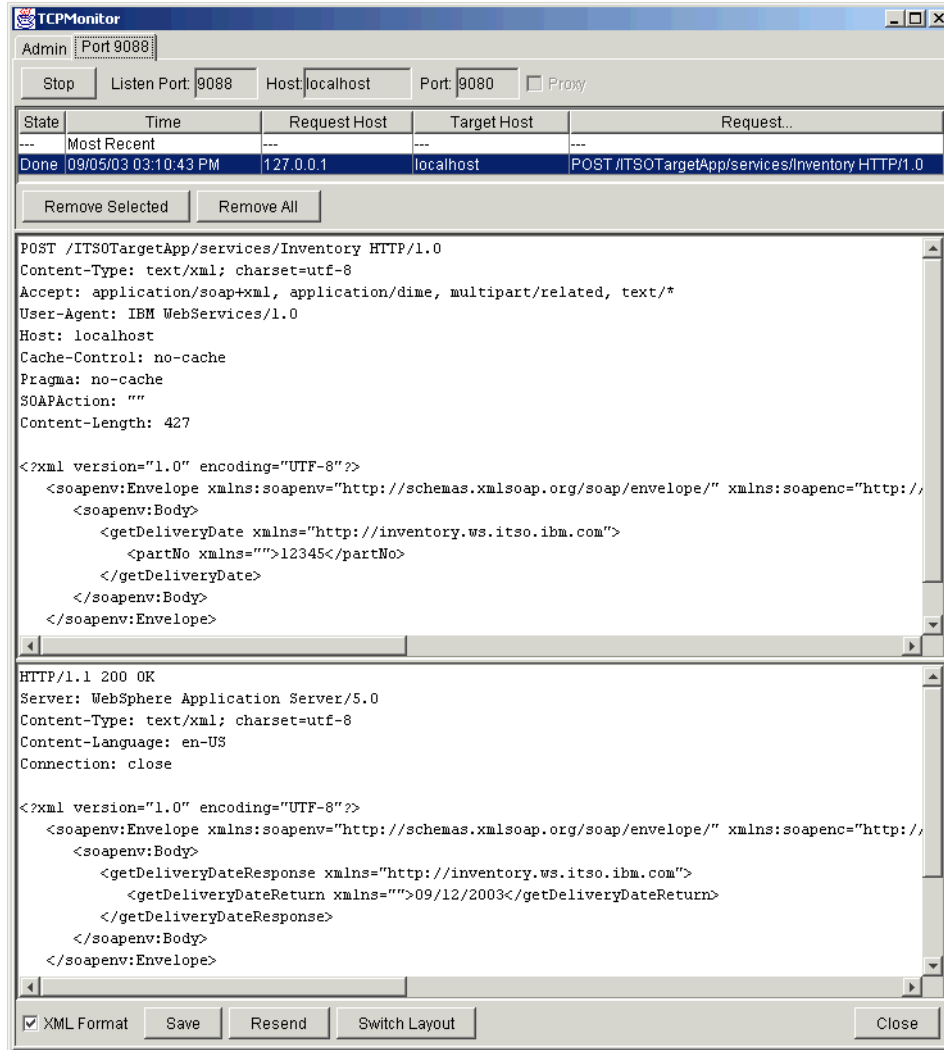 TCPMonitor
Admin Port 9088
Stop Listen Port: 9088 Host: localhost Port: 9080 Proxy
State Time Request Host Target Host Request...
--- Most Recent --- --- ---
Done 09/05/03 03:10:43 PM 127.0.0.1 localhost POST /ITSOTargetApp/services/Inventory HTTP/1.0
Remove Selected Remove All
POST /ITSOTargetApp/services/Inventory HTTP/1.0
Content-Type: text/xml; charset=utf-8
Accept: application/soap+xml, application/dime, multipart/related, text/*
User-Agent: IBM WebServices/1.0
Host: localhost
Cache-Control: no-cache
Pragma: no-cache
SOAPAction: ""
Content-Length: 427
<?xml version="1.0" encoding="UTF-8"?>
<soapenv:Envelope xmlns:soapenv="http://schemas.xmlsoap.org/soap/envelope/" xmlns:soapenc="http:/
<soapenv:Body>
<getDeliveryDate xmlns="http://inventory.ws.itso.ibm.com">
<partNo xmlns="">12345</partNo>
</getDeliveryDate>
</soapenv:Body>
</soapenv:Envelope>
HTTP/1.1 200 OK
Server: WebSphere Application Server/5.0
Content-Type: text/xml; charset=utf-8
Content-Language: en-US
Connection: close
<?xml version="1.0" encoding="UTF-8"?>
<soapenv:Envelope xmlns:soapenv="http://schemas.xmlsoap.org/soap/envelope/" xmlns:soapenc="http:/
<soapenv:Body>
<getDeliveryDateResponse xmlns="http://inventory.ws.itso.ibm.com">
<getDeliveryDateReturn xmlns="">09/12/2003</getDeliveryDateReturn>
</getDeliveryDateResponse>
</soapenv:Body>
</soapenv:Envelope>
XML Format Save Resend Switch Layout Close